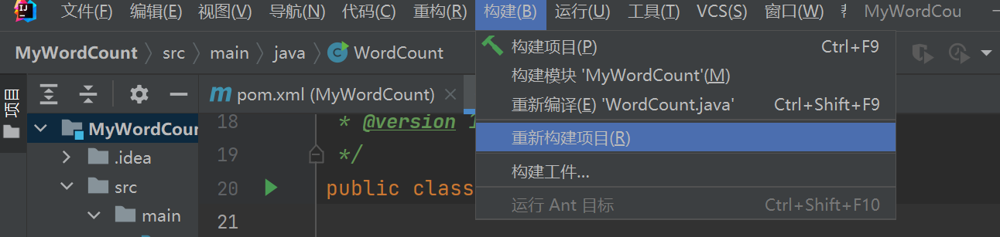 文件(F) 编辑(E) 视图(V) 导航(N) 代码(C) 重构(R) 构建(B) 运行(U) 工具(T) VCS(S) 窗口(W) MyWordCou
MyWordCount src main java WordCount
构建项目(P) Ctrl+F9
构建模块 'MyWordCount'(M)
重新编译(E) 'WordCount.java' Ctrl+Shift+F9
重新构建项目(R)
构建工件...
运行 Ant 目标 Ctrl+Shift+F10
项目
MyWordCoun
.idea
src
main
pom.xml (MyWordCount)
18 * @version
19 */
20 public class
21